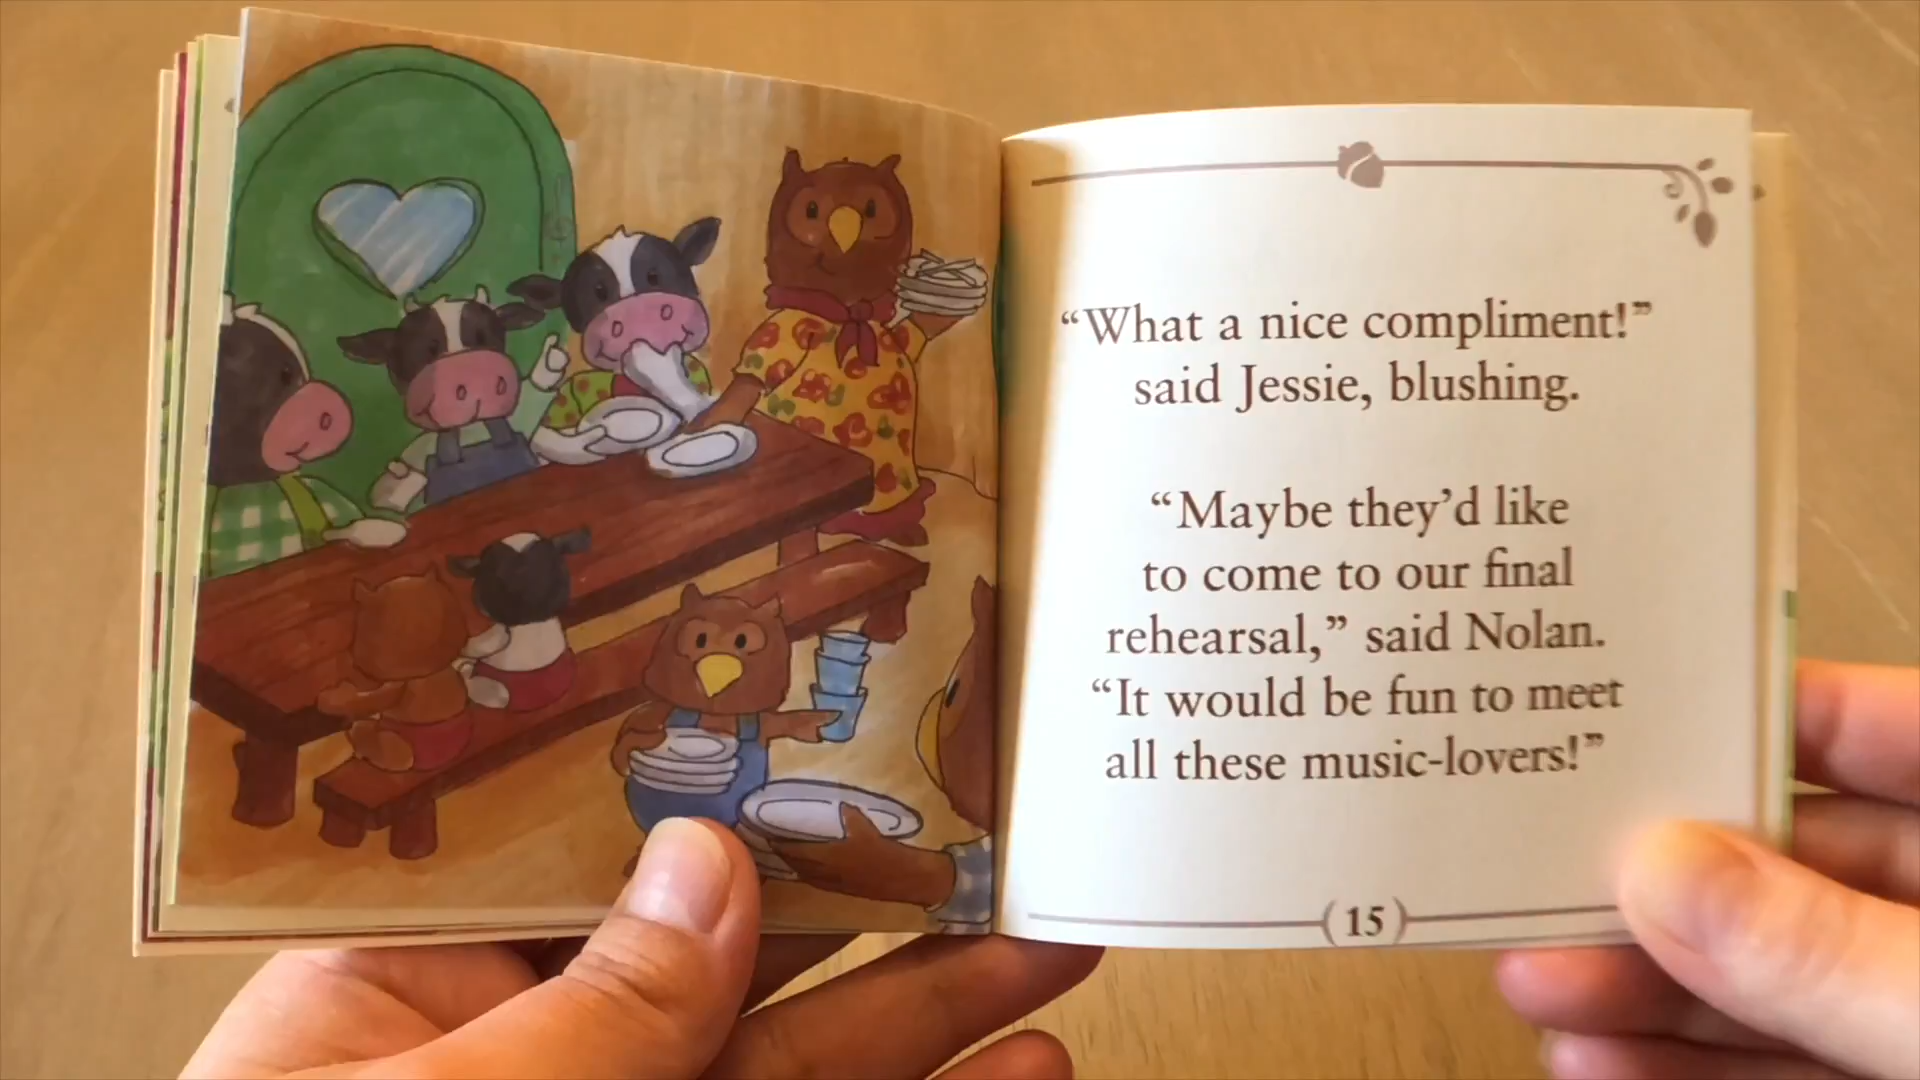 “What a nice compliment!”
said Jessie, blushing.
“Maybe they’d like
to come to our final
rehearsal,” said Nolan.
“It would be fun to meet
all these music-lovers!”
15